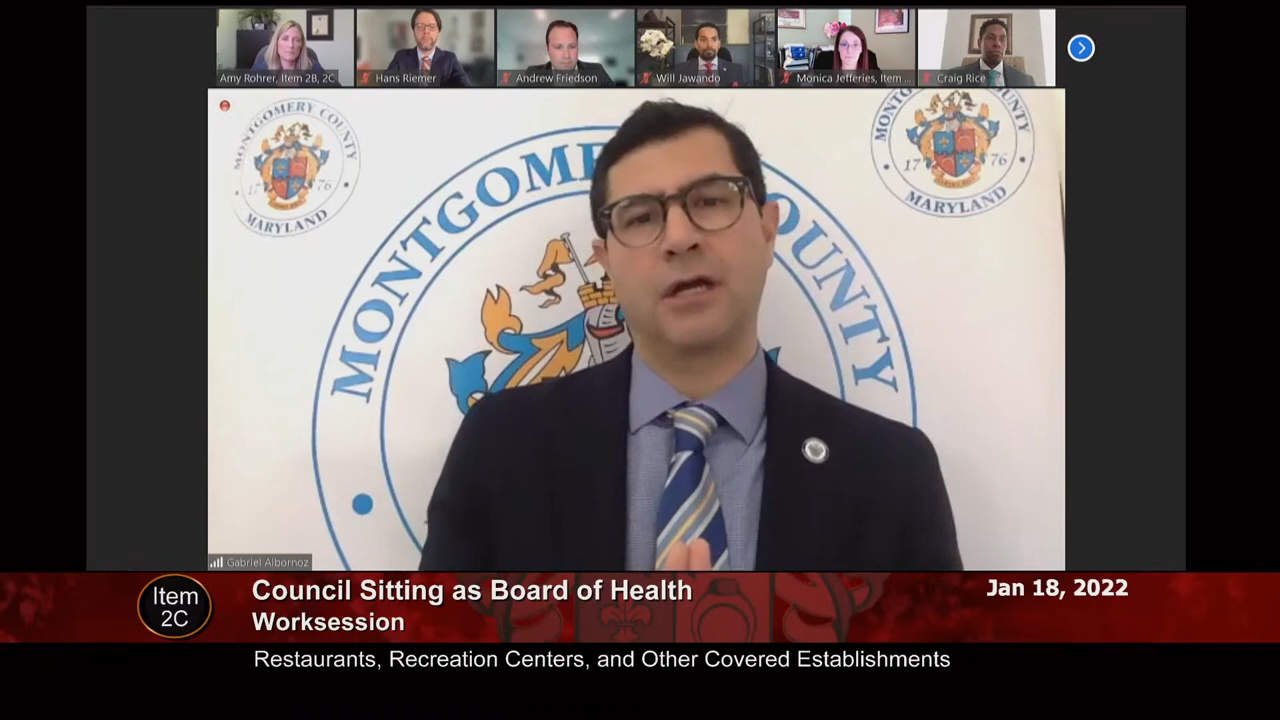 Amy Rohrer, Item 2B, 2C
Hans Riemer
Andrew Friedson
Will Jawando
Monica Jefferies, Item ...
Craig Rice
MONTGOMERY COUNTY
17 76
MARYLAND
MONTGOMERY COUNTY
MONTG OUNTY
17 76
MARYLAND
Gabriel Albornoz
Item
2C
Council Sitting as Board of Health
Jan 18, 2022
Worksession
Restaurants, Recreation Centers, and Other Covered Establishments